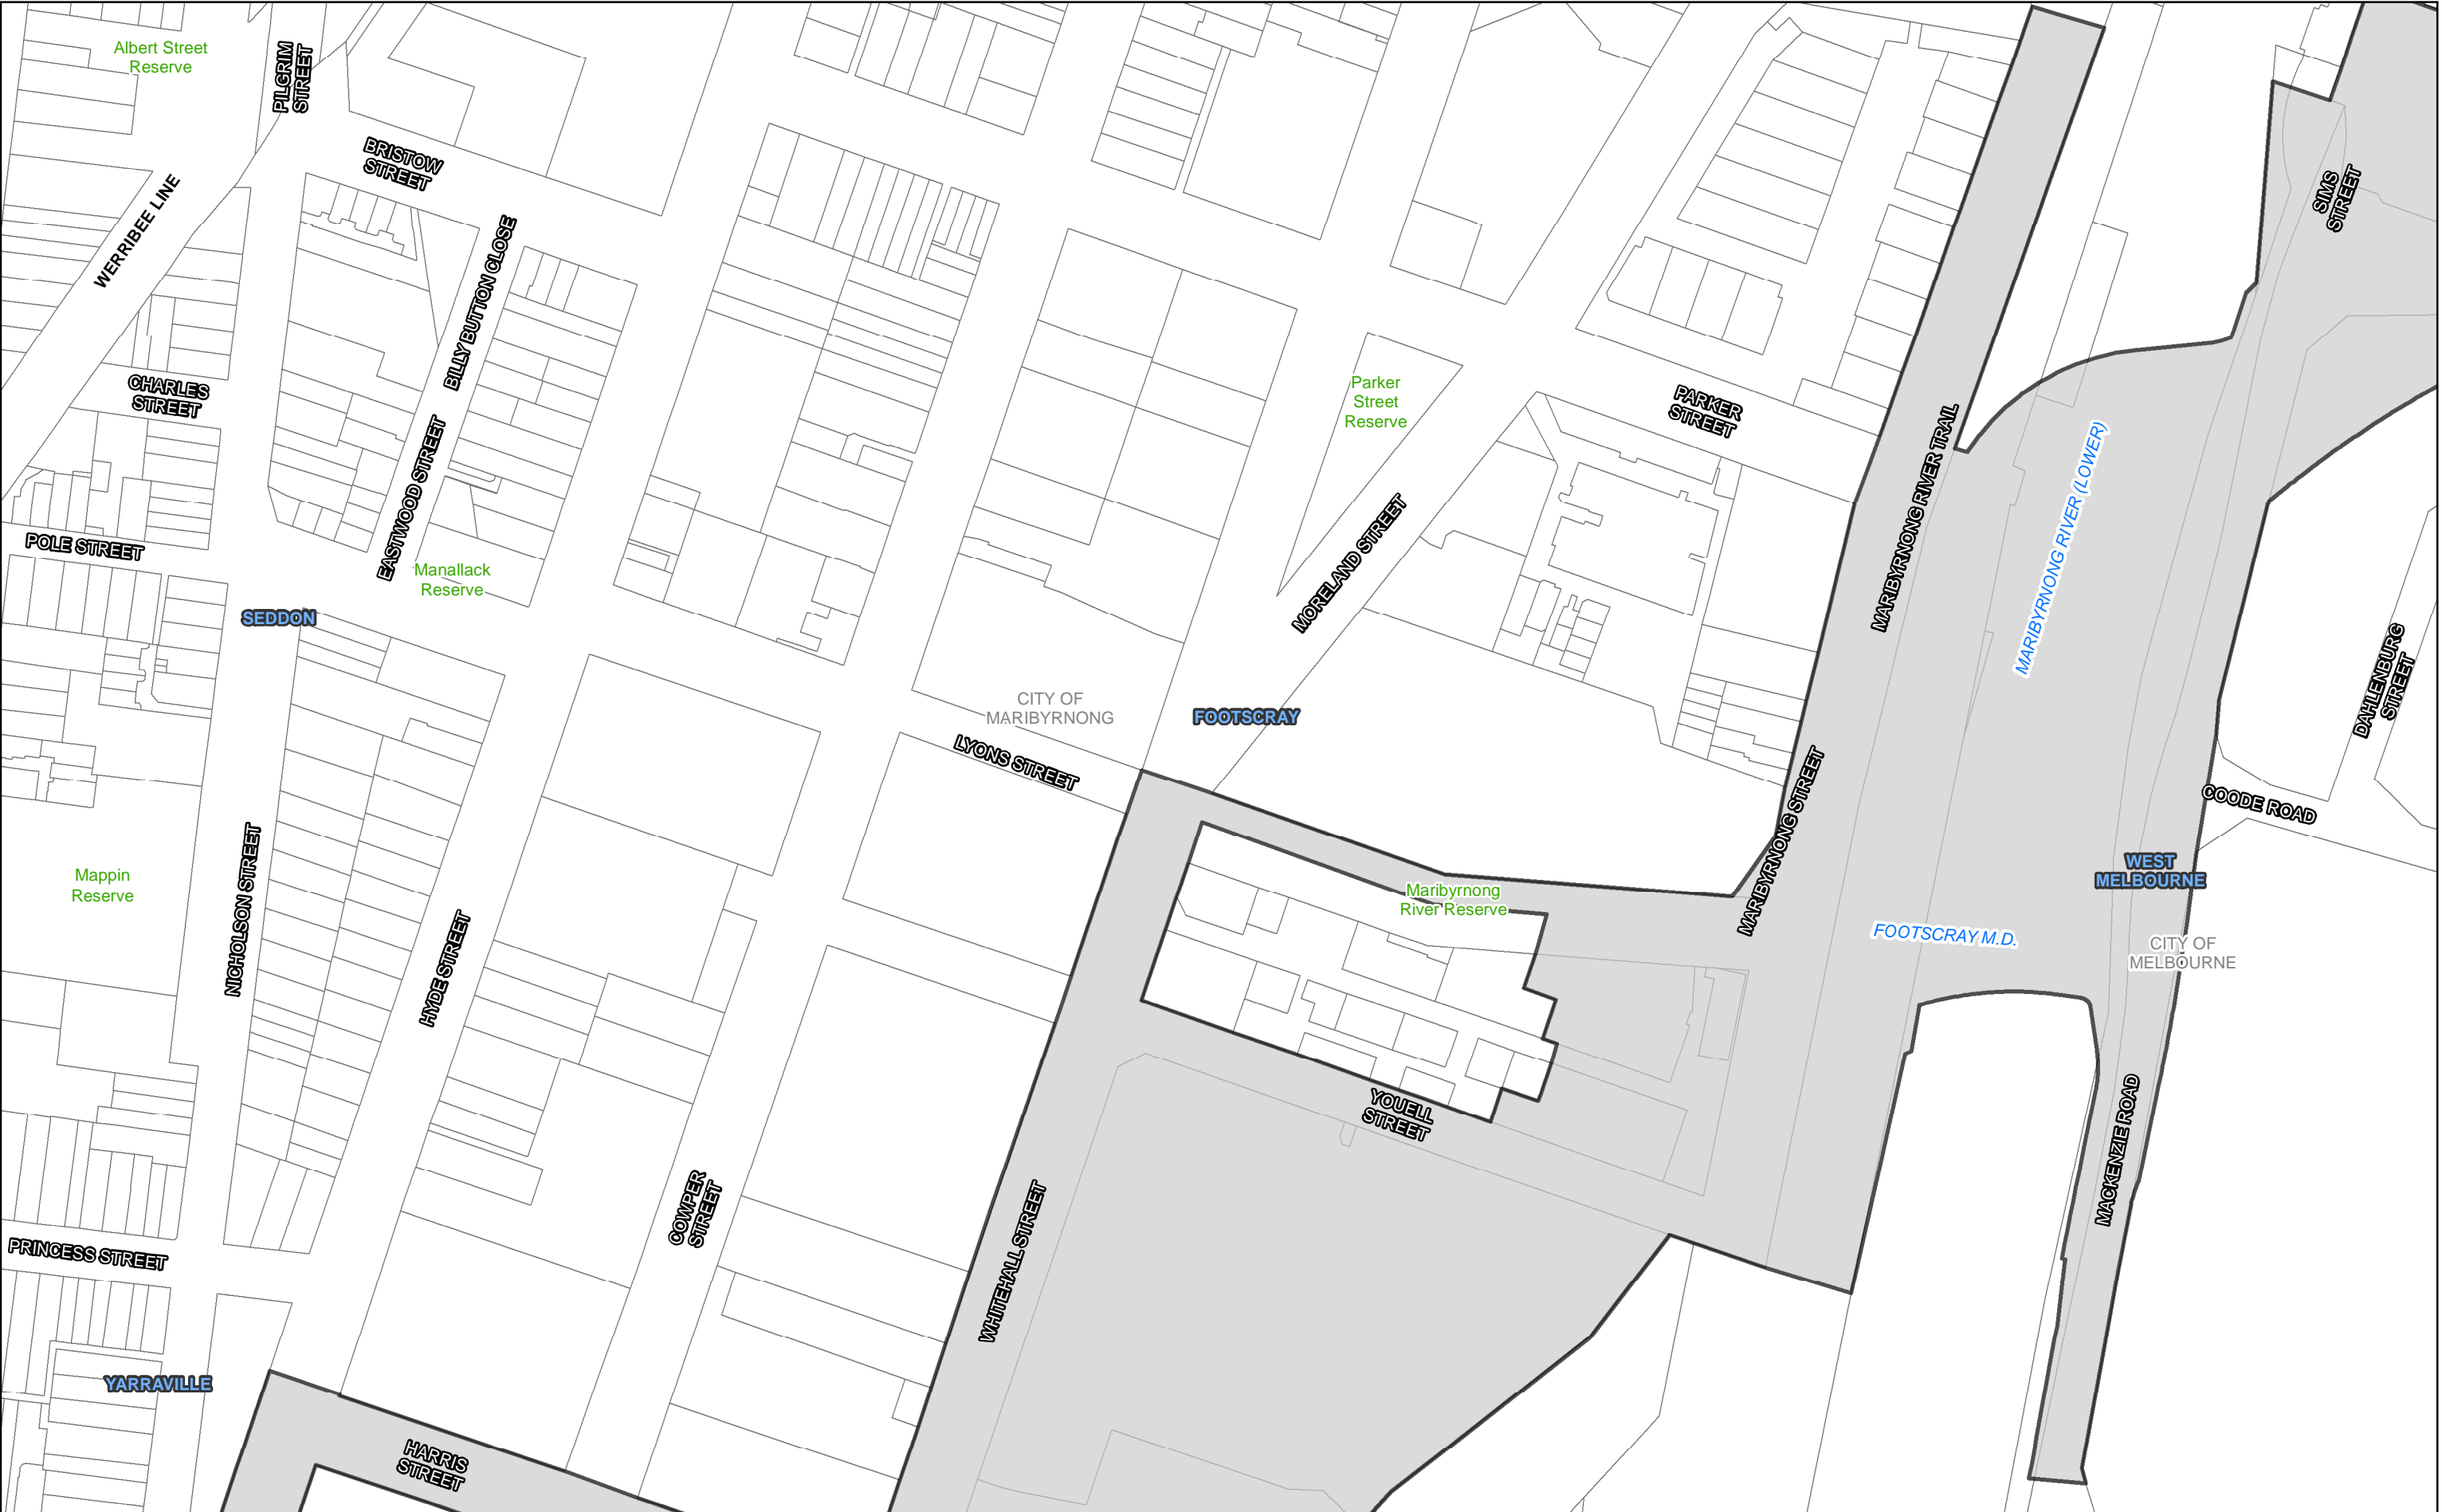 Albert Street
Reserve
PILGRIM
STREET
BRISTOW
STREET
WERRIBEE LINE
BILLY BUTTON CLOSE
SIMS
STREET
CHARLES
STREET
Parker
Street
Reserve
PARKER
STREET
MARIBYRNONG RIVER TRAIL
MARIBYRNONG RIVER (LOWER)
EASTWOOD STREET
POLE STREET
Manallack
Reserve
MORELAND STREET
SEDDON
DAHLENBURG
STREET
CITY OF
MARIBYRNONG
FOOTSCRAY
LYONS STREET
MARIBYRNONG STREET
COODE ROAD
Mappin
Reserve
NICHOLSON STREET
HYDE STREET
Maribyrnong
River Reserve
WEST
MELBOURNE
FOOTSCRAY M.D.
CITY OF
MELBOURNE
YOUELL
STREET
MACKENZIE ROAD
COWPER
STREET
WHITEHALL STREET
PRINCESS STREET
YARRAVILLE
HARRIS
STREET